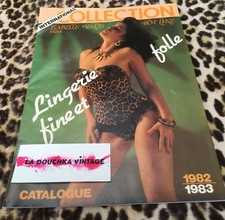 INTERNATIONAL
COLLECTION
folle
Lingerie
fine et
LA DOUCHKA VINTAGE
CATALOGUE
1982
1983